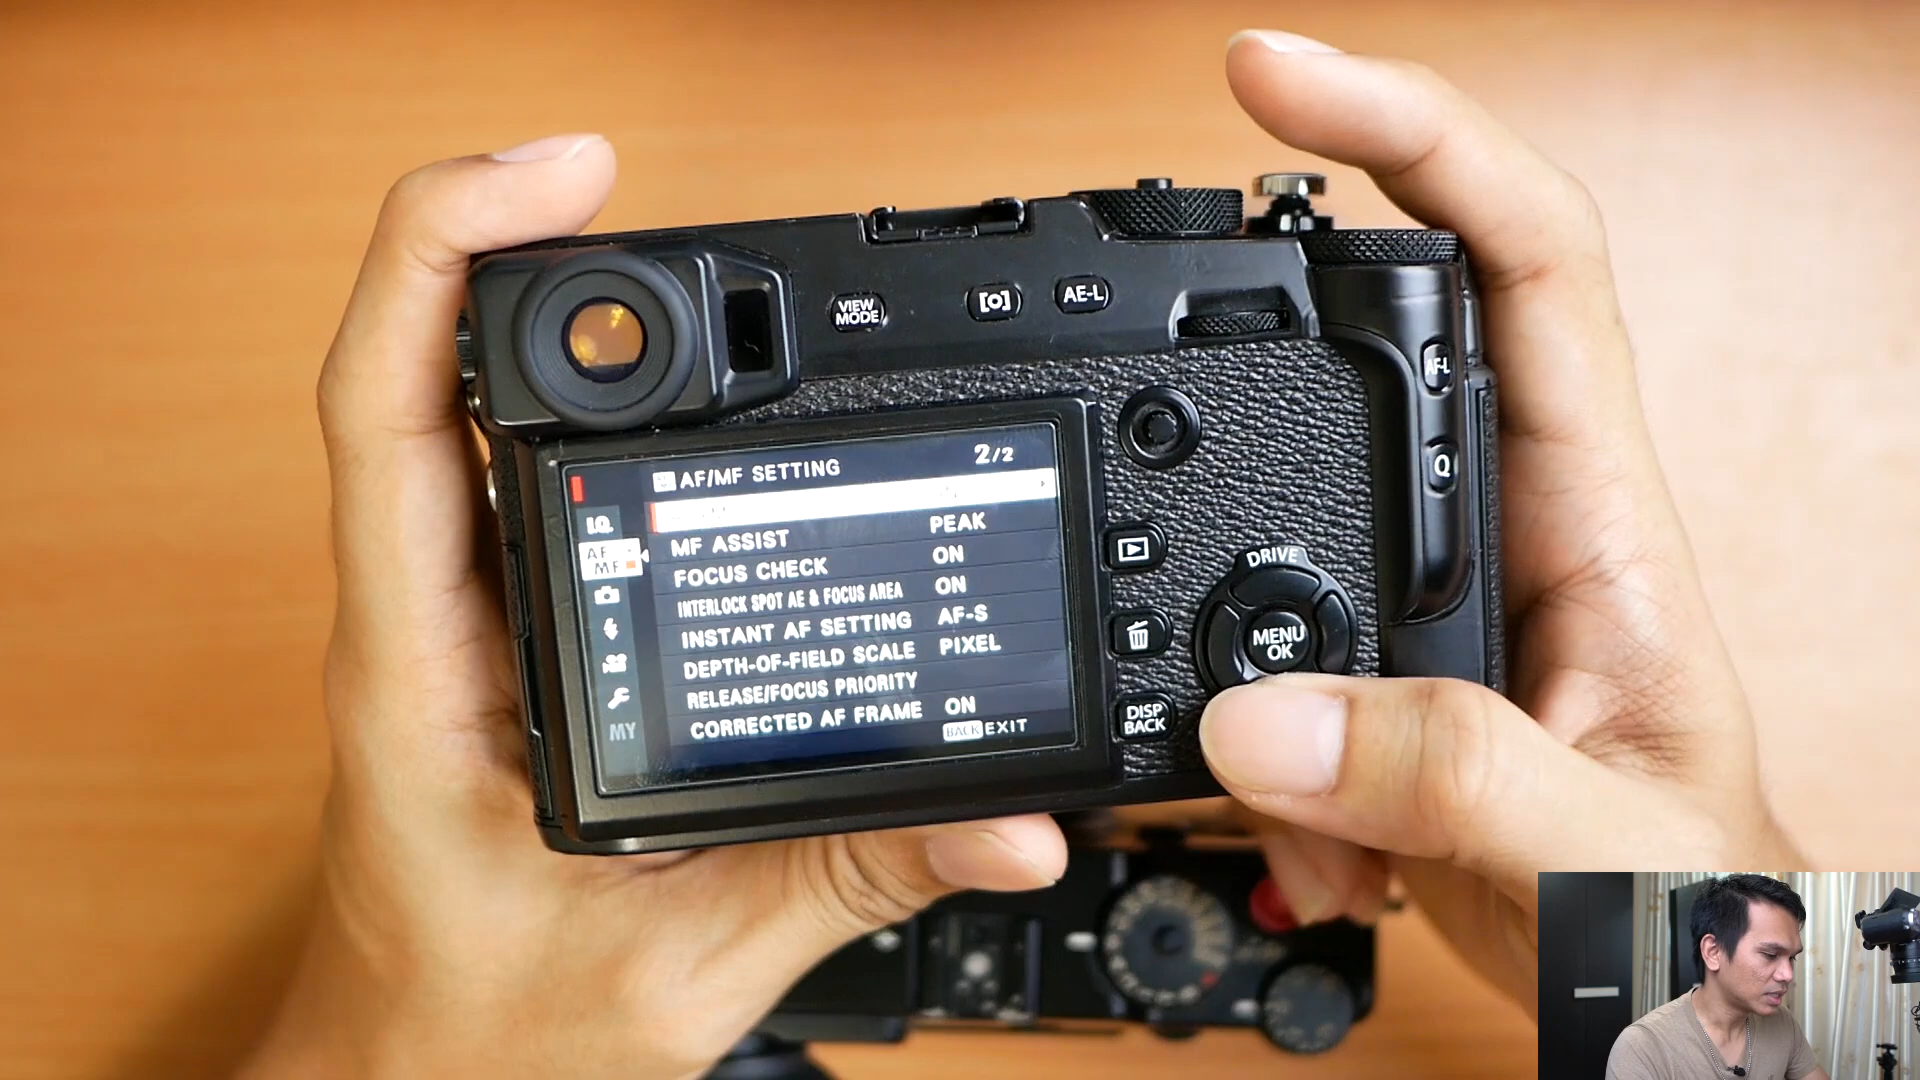 VIEW
MODE
AE-L
AF-L
Q
AF/MF SETTING 2/2
MF ASSIST PEAK
FOCUS CHECK ON
INTERLOCK SPOT AE & FOCUS AREA ON
INSTANT AF SETTING AF-S
DEPTH-OF-FIELD SCALE PIXEL
RELEASE/FOCUS PRIORITY
CORRECTED AF FRAME ON
BACK EXIT
I.Q.
AF
MF
MY
DRIVE
MENU
OK
DISP
BACK